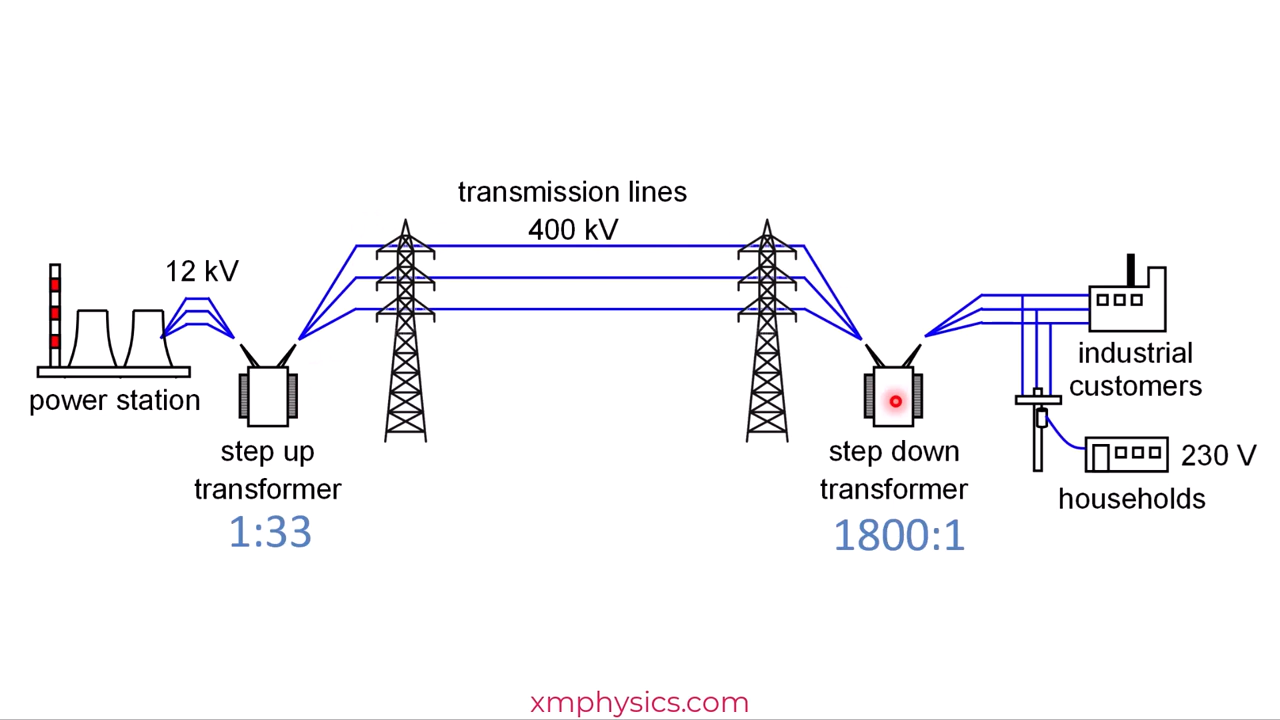 transmission lines
400 kV
12 kV
power station
step up
transformer
1:33
step down
transformer
1800:1
industrial
customers
230 V
households
xmphysics.com